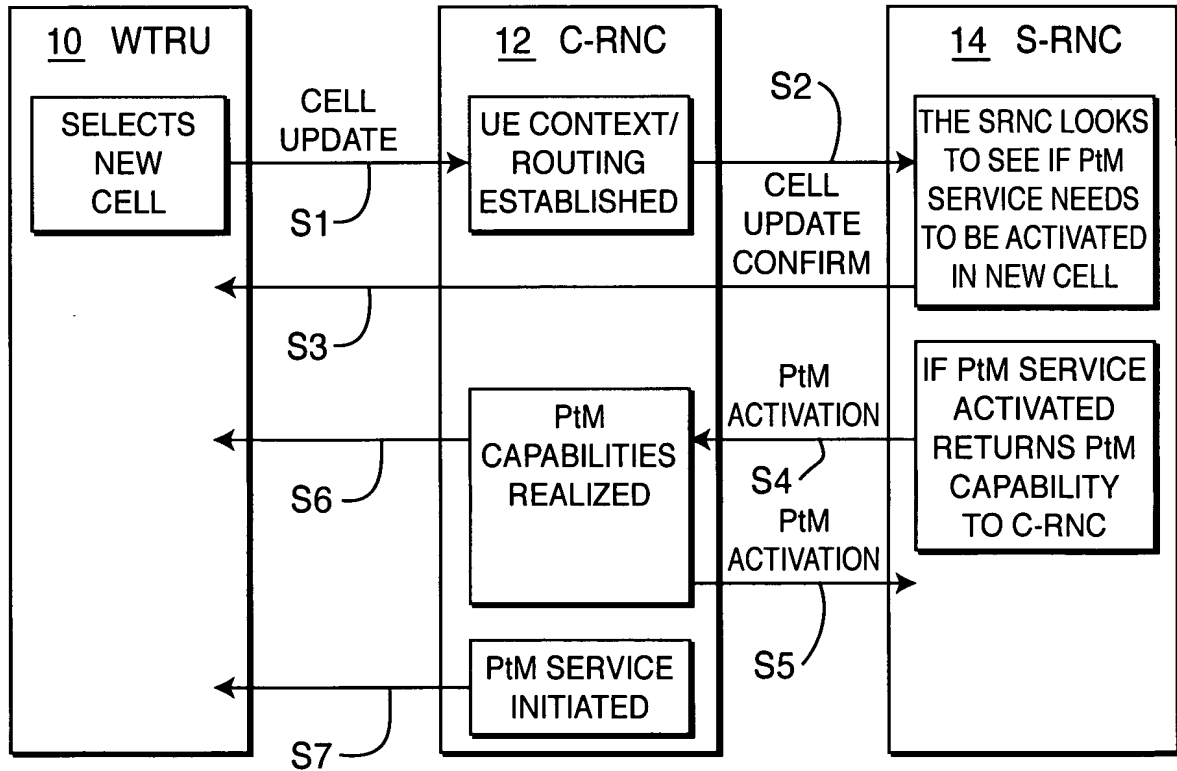 10 WTRU
12 C-RNC
14 S-RNC
SELECTS
NEW
CELL
CELL
UPDATE
S1
UE CONTEXT/
ROUTING
ESTABLISHED
S2
THE SRNC LOOKS
TO SEE IF PtM
SERVICE NEEDS
TO BE ACTIVATED
IN NEW CELL
CELL
UPDATE
CONFIRM
S3
IF PtM SERVICE
ACTIVATED
RETURNS PtM
CAPABILITY
TO C-RNC
PtM
ACTIVATION
S4
PtM
CAPABILITIES
REALIZED
S6
PtM
ACTIVATION
S5
PtM SERVICE
INITIATED
S7